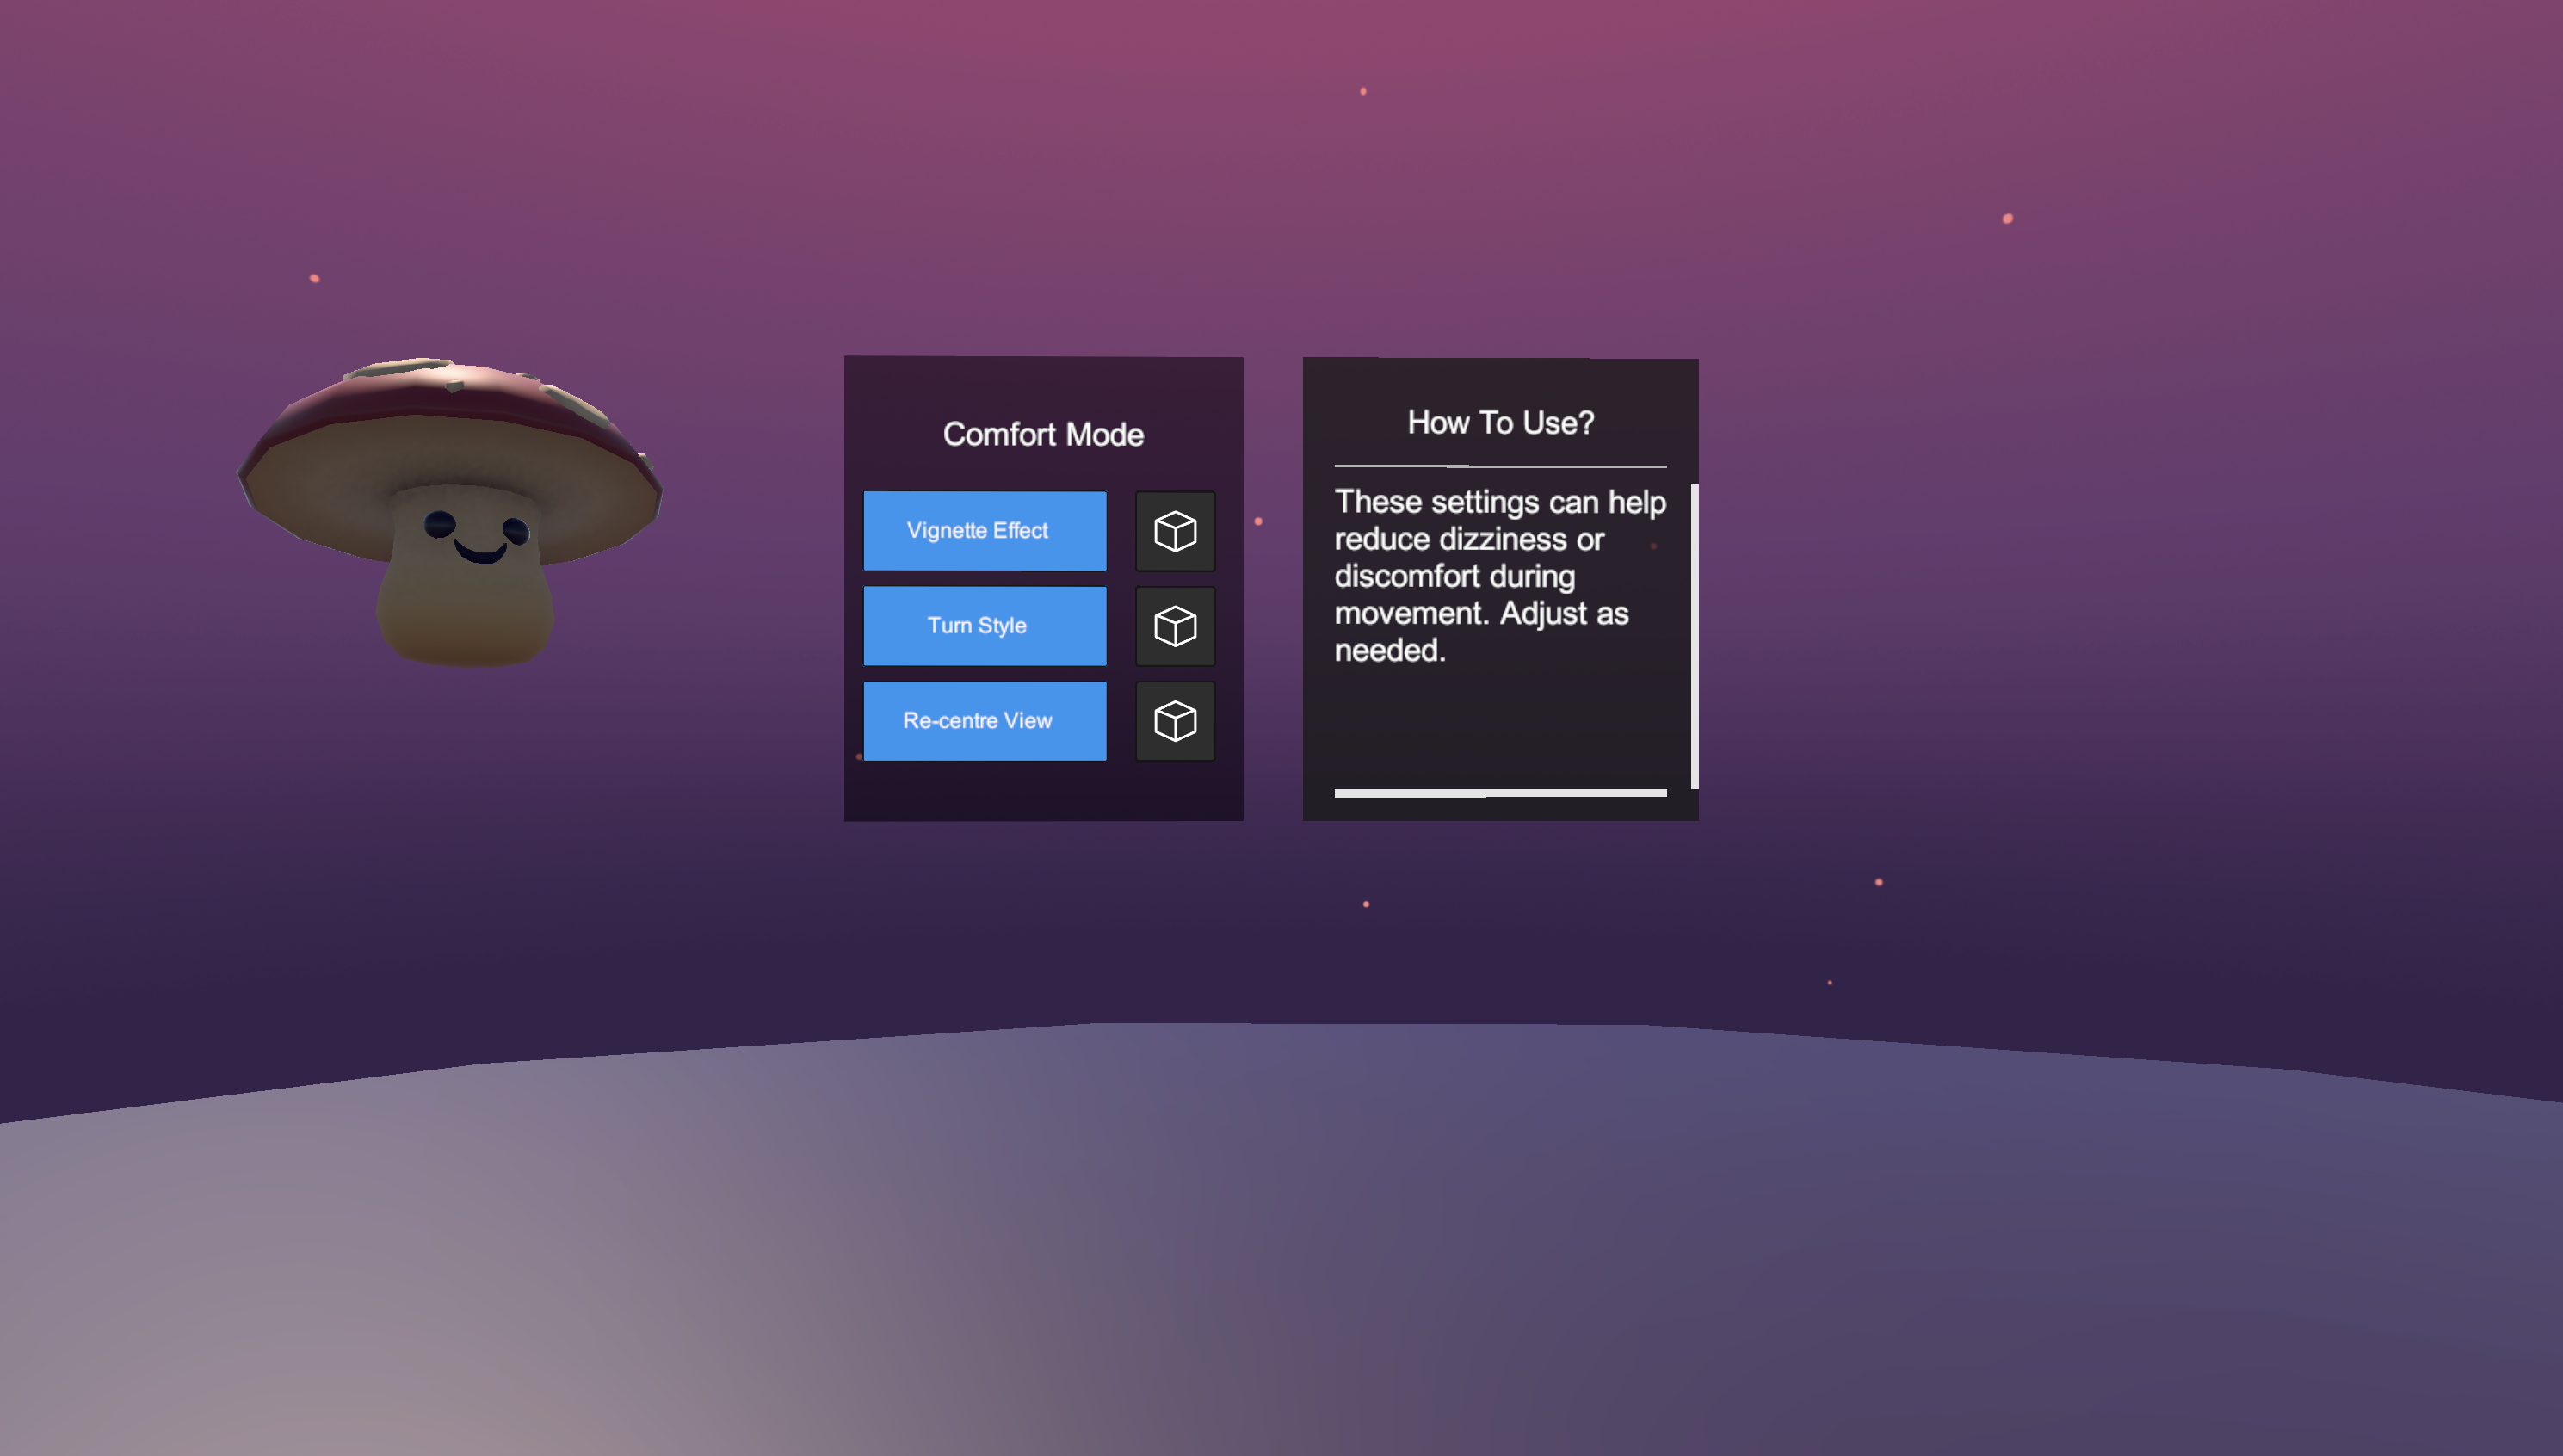 Comfort Mode
Vignette Effect
Turn Style
Re-centre View
How To Use?
These settings can help
reduce dizziness or
discomfort during
movement. Adjust as
needed.